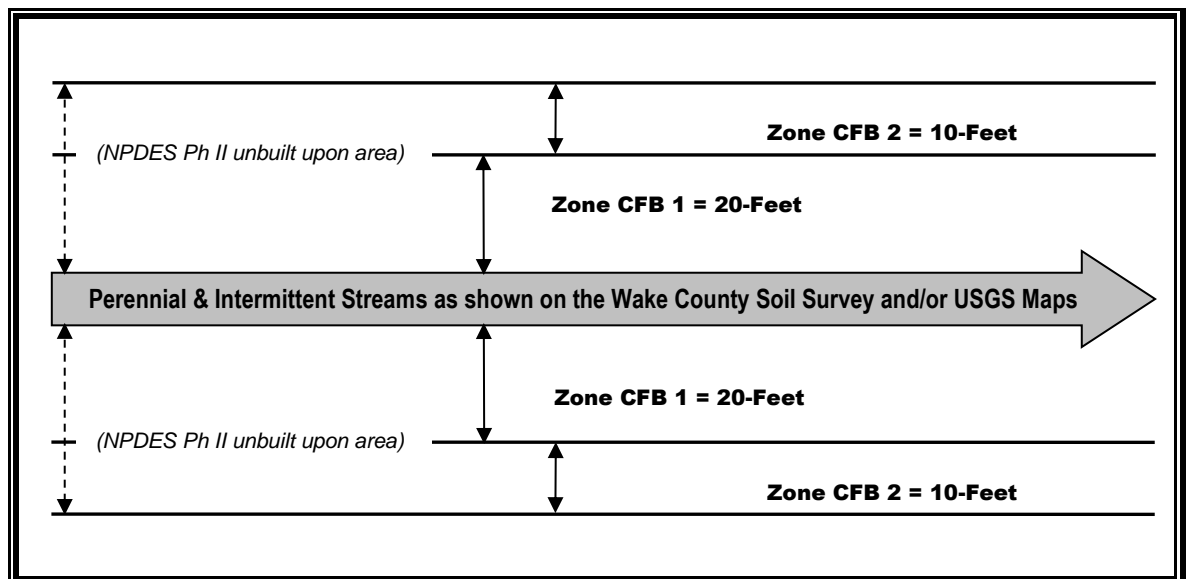 Zone CFB 2 = 10-Feet
(NPDES Ph II unbuilt upon area)
Zone CFB 1 = 20-Feet
Perennial & Intermittent Streams as shown on the Wake County Soil Survey and/or USGS Maps
Zone CFB 1 = 20-Feet
(NPDES Ph II unbuilt upon area)
Zone CFB 2 = 10-Feet